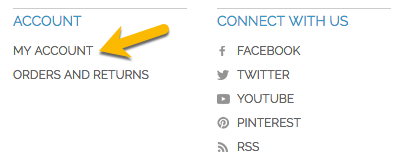 ACCOUNT
MY ACCOUNT
ORDERS AND RETURNS
CONNECT WITH US
FACEBOOK
TWITTER
YOUTUBE
PINTEREST
RSS